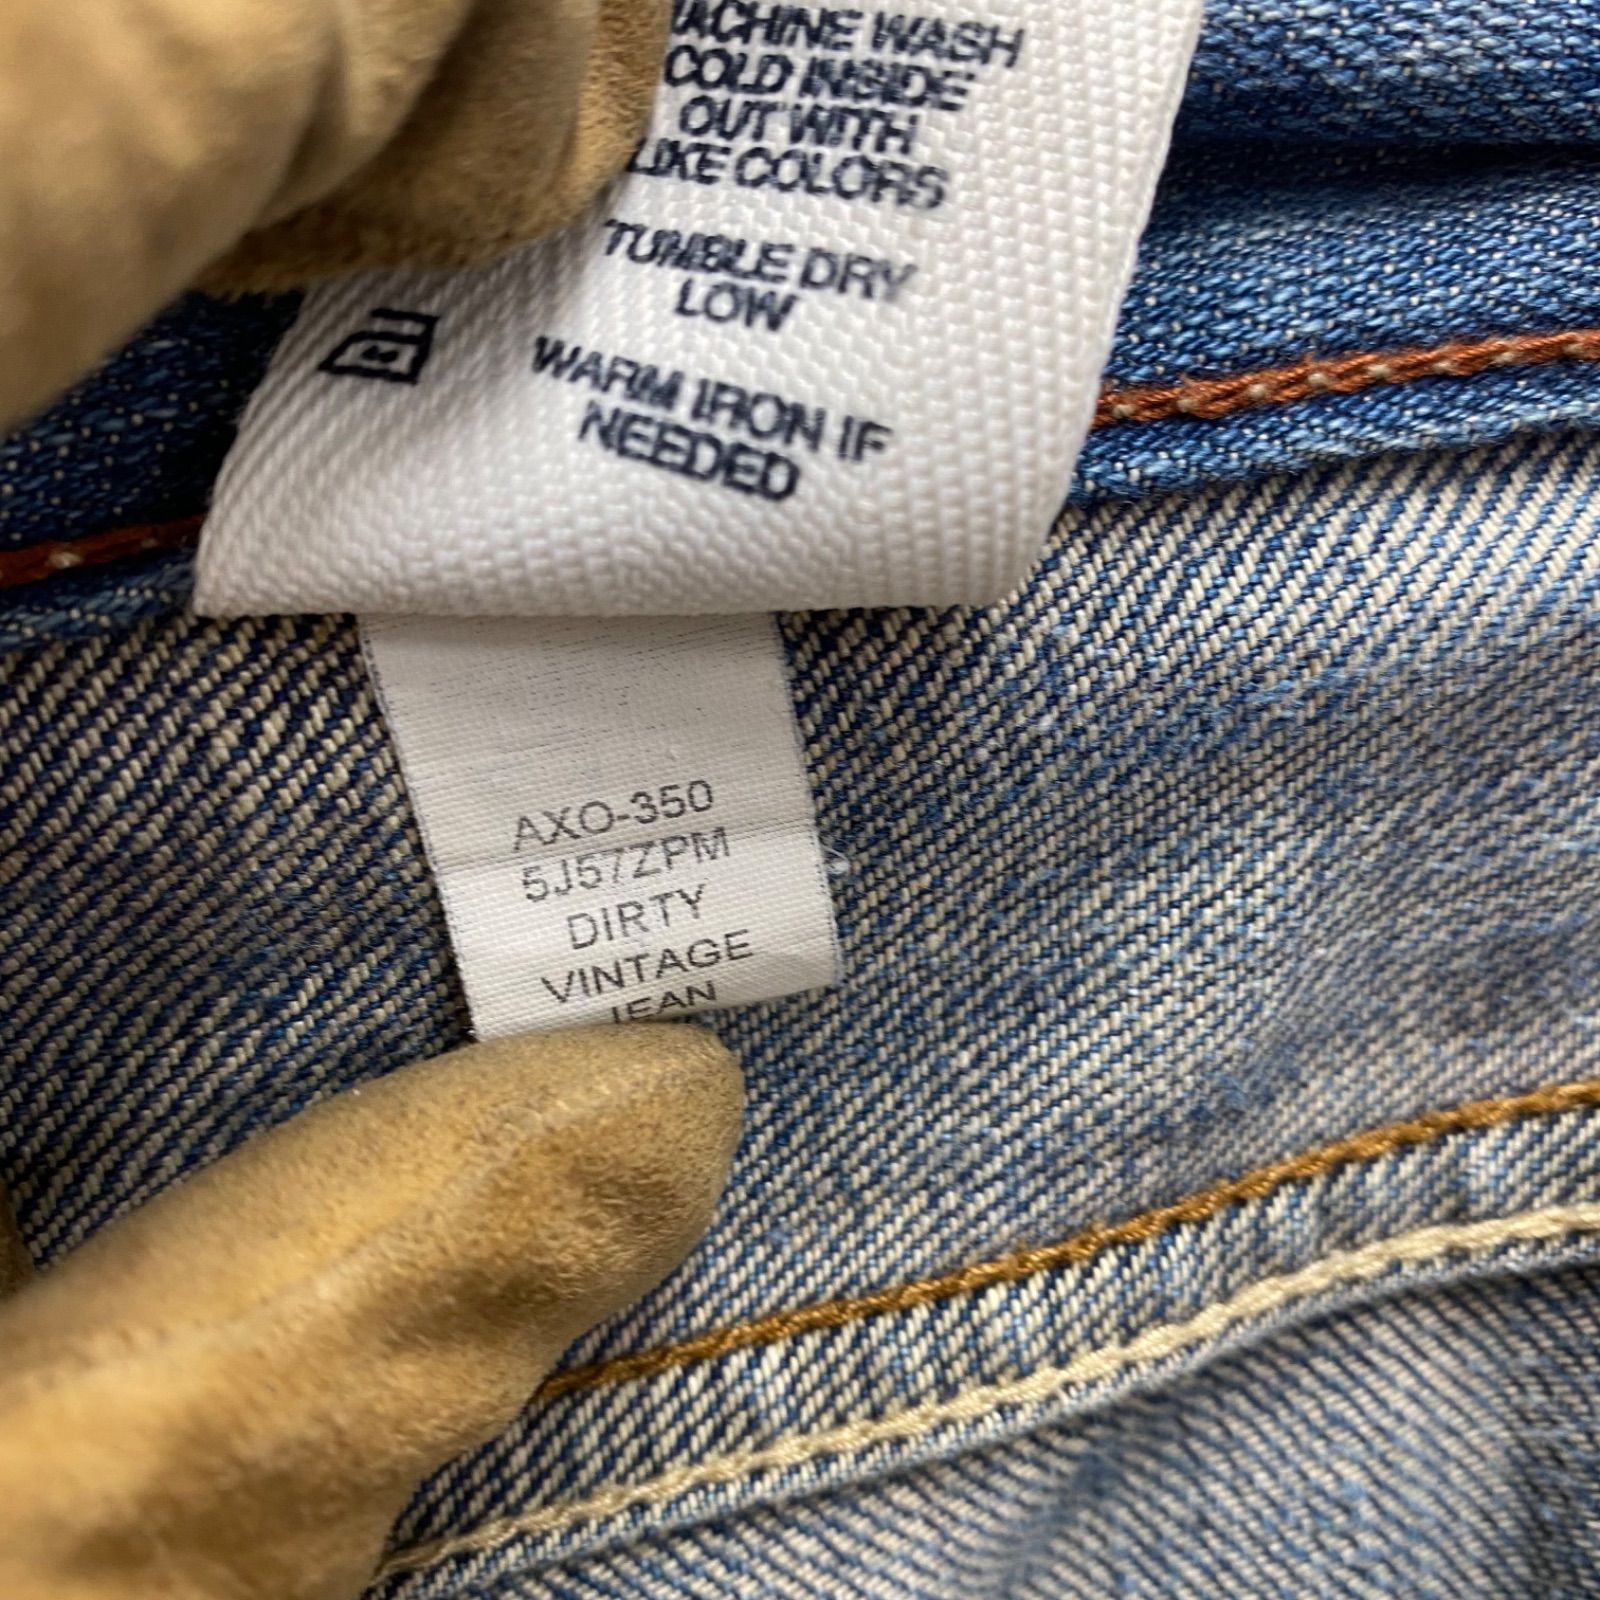 MACHINE WASH
COLD INSIDE
OUT WITH
LIKE COLORS
TUMBLE DRY
LOW
WARM IRON IF
NEEDED
AXO-350
5J57ZPM
DIRTY
VINTAGE
JEAN